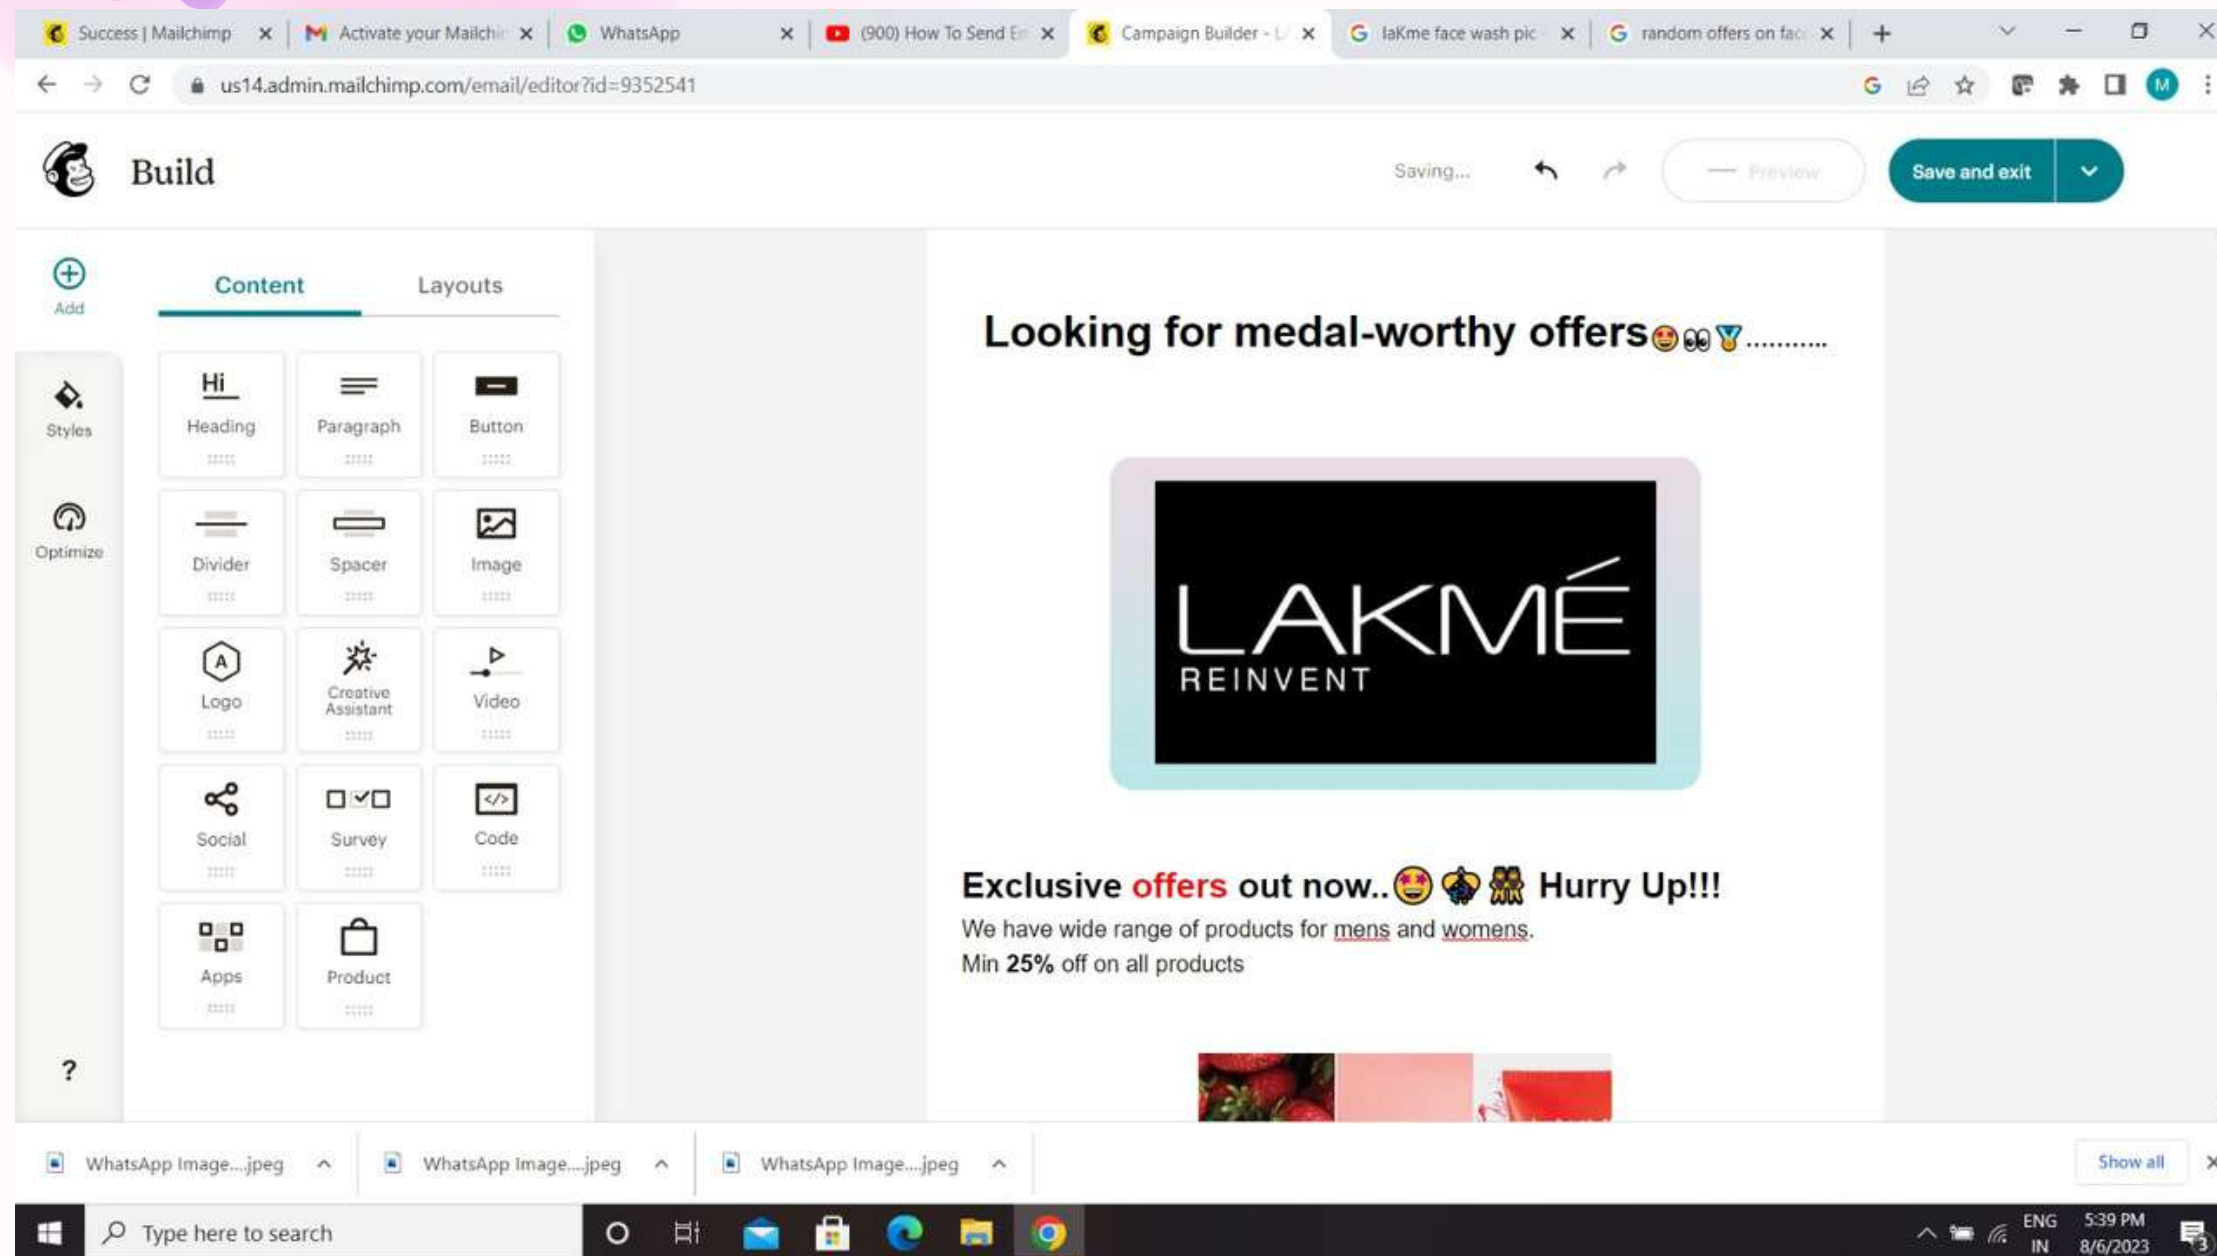 Success | Mailchimp
Activate your Mailchi
WhatsApp
(900) How To Send E
Campaign Builder - L
laKme face wash pic
random offers on fac
us14.admin.mailchimp.com/email/editor?id=9352541
M
Build
Saving...
Preview
Save and exit
Add
Content
Layouts
Looking for medal-worthy offers🤩👀🏅...........
Styles
Hi
Heading
Paragraph
Button
Optimize
Divider
Spacer
Image
LAKMÉ
REINVENT
A
Logo
Creative
Assistant
Video
Social
Survey
</>
Code
Exclusive offers out now.. Hurry Up!!!
We have wide range of products for mens and womens.
Min 25% off on all products
Apps
Product
?
WhatsApp Image....jpeg
WhatsApp Image....jpeg
WhatsApp Image....jpeg
Show all
Type here to search
ENG
IN
5:39 PM
8/6/2023
3